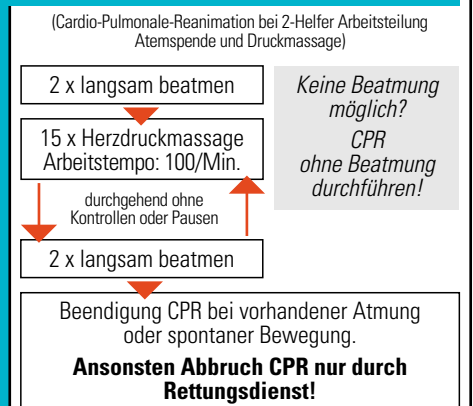 (Cardio-Pulmonale-Reanimation bei 2-Helfer Arbeitsteilung
Atemspende und Druckmassage)
2 x langsam beatmen
15 x Herzdruckmassage
Arbeitstempo: 100/Min.
durchgehend ohne
Kontrollen oder Pausen
2 x langsam beatmen
Keine Beatmung
möglich?
CPR
ohne Beatmung
durchführen!
Beendigung CPR bei vorhandener Atmung
oder spontaner Bewegung.
Ansonsten Abbruch CPR nur durch
Rettungsdienst!